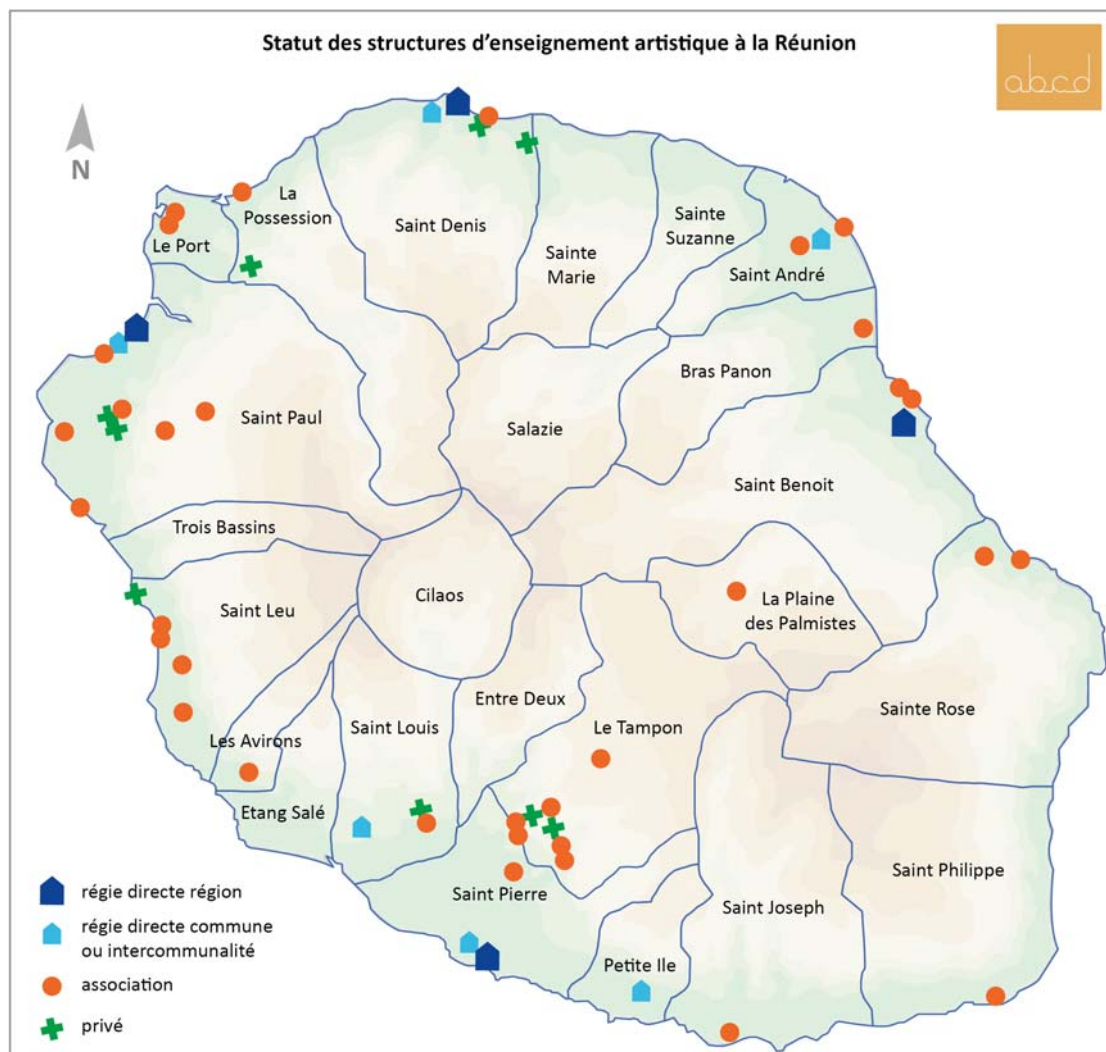 Statut des structures d’enseignement artistique à la Réunion
abcd
N
La
Possession
Saint Denis
Sainte
Suzanne
Le Port
Sainte
Marie
Saint André
Bras Panon
Saint Paul
Salazie
Saint Benoit
Trois Bassins
Cilaos
Saint Leu
La Plaine
des Palmistes
Entre Deux
Sainte Rose
Saint Louis
Le Tampon
Les Avirons
Etang Salé
Saint Philippe
Saint Pierre
Saint Joseph
Petite Ile
régie directe région
régie directe commune
ou intercommunalité
association
privé